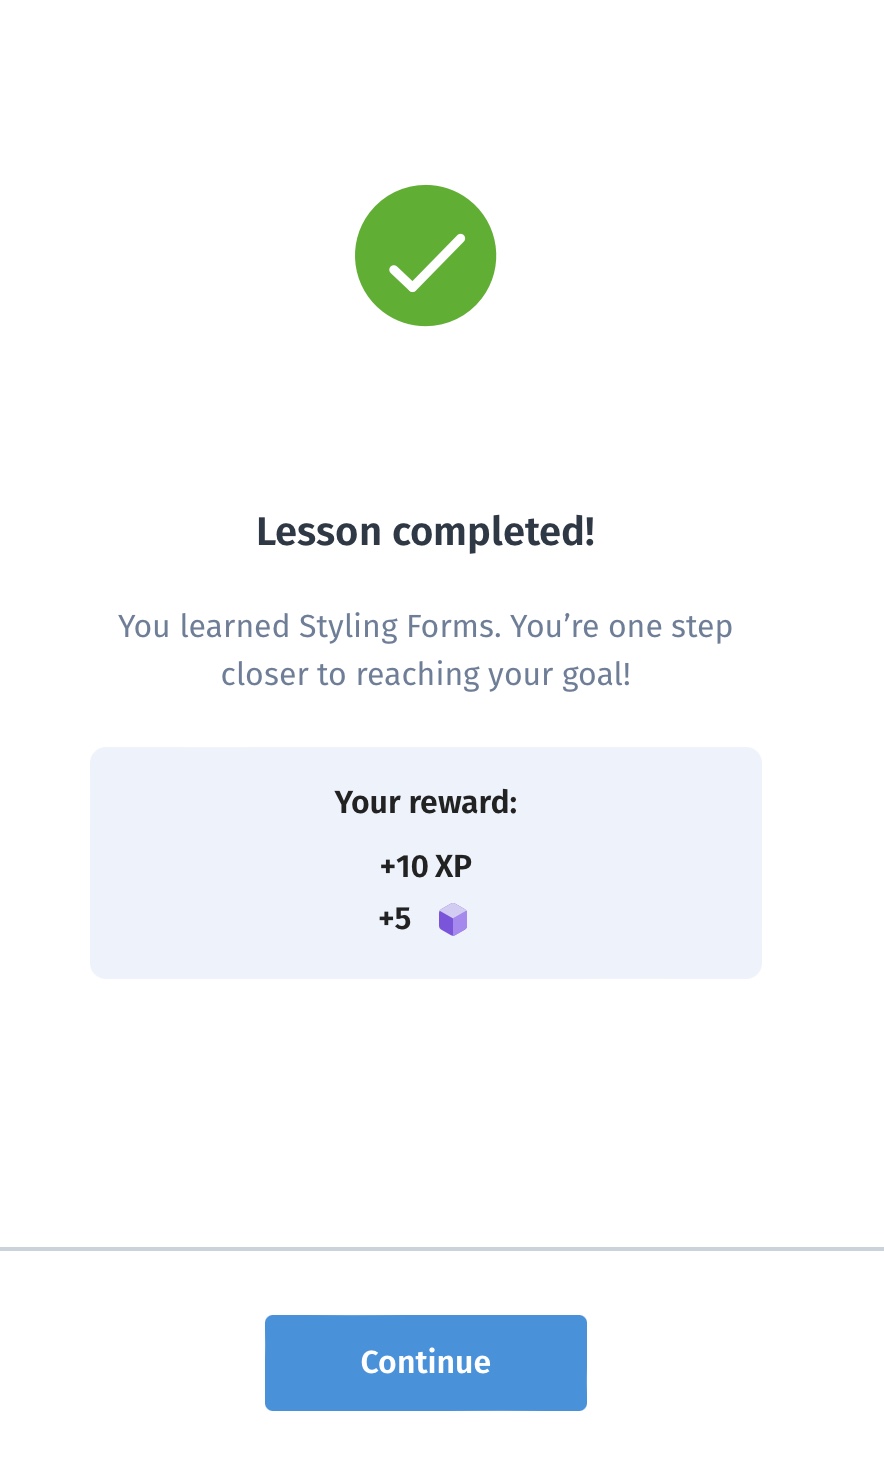 Lesson completed!
You learned Styling Forms. You’re one step
closer to reaching your goal!
Your reward:
+10 XP
+5
Continue